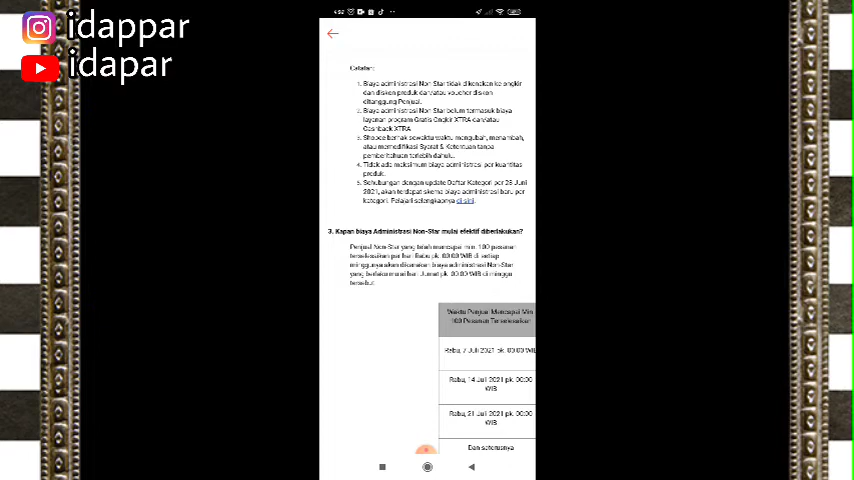 idappar
idapar
4:52
Catatan:
1. Biaya administrasi Non-Star tidak dikenakan ke ongkir
dan diskon produk dan/atau voucher diskon
ditanggung Penjual.
2. Biaya administrasi Non-Star belum termasuk biaya
layanan program Gratis Ongkir XTRA dan/atau
Cashback XTRA
3. Shopee berhak sewaktu-waktu mengubah, menambah,
atau memodifikasi Syarat & Ketentuan tanpa
pemberitahuan terlebih dahulu.
4. Tidak ada maksimum biaya administrasi per kuantitas
produk.
5. Sehubungan dengan update Daftar Kategori per 28 Juni
2021, akan terdapat skema biaya administrasi baru per
kategori. Pelajari selengkapnya di sini.
3. Kapan biaya Administrasi Non-Star mulai efektif diberlakukan?
Penjual Non-Star yang telah mencapai min. 100 pesanan
terselesaikan per hari Rabu pk. 00:00 WIB di setiap
minggunya akan dikenakan biaya administrasi Non-Star
yang berlaku mulai hari Jumat pk. 00:00 WIB di minggu
tersebut
Waktu Penjual Mencapai Min.
100 Pesanan Terselesaikan
Rabu, 7 Juli 2021 pk. 00:00 WIB
Rabu, 14 Juli 2021 pk. 00:00
WIB
Rabu, 21 Juli 2021 pk. 00:00
WIB
Dan seterusnya